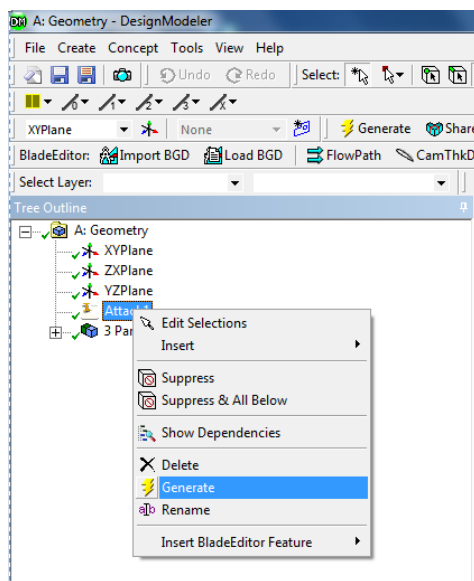 DM A: Geometry - DesignModeler
File Create Concept Tools View Help
Undo Redo Select:
XYPlane None Generate Share
BladeEditor: Import BGD Load BGD FlowPath CamThkD
Select Layer:
Tree Outline
A: Geometry
XYPlane
ZXPlane
YZPlane
Attach1
3 Par
Edit Selections
Insert
Suppress
Suppress & All Below
Show Dependencies
Delete
Generate
Rename
Insert BladeEditor Feature